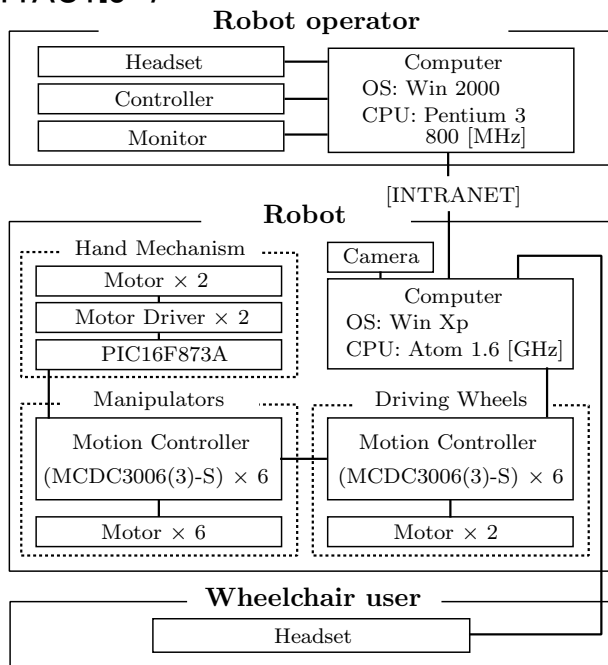 Robot operator
Headset
Controller
Monitor
Computer
OS: Win 2000
CPU: Pentium 3
800 [MHz]
[INTRANET]
Robot
Hand Mechanism
Motor × 2
Motor Driver × 2
PIC16F873A
Camera
Computer
OS: Win Xp
CPU: Atom 1.6 [GHz]
Manipulators
Motion Controller
(MCDC3006(3)-S) × 6
Motor × 6
Driving Wheels
Motion Controller
(MCDC3006(3)-S) × 6
Motor × 2
Wheelchair user
Headset